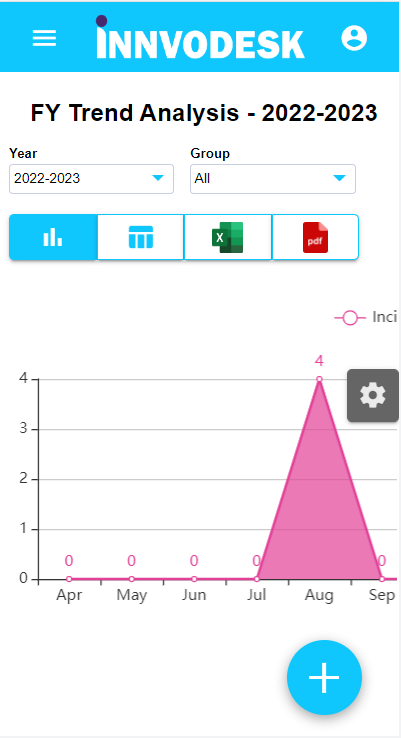 INNVODESK
FY Trend Analysis - 2022-2023
Year
Group
2022-2023
All
X
pdf
Inci
4
4
3
2
1
0
0
0
0
0
0
Apr
May
Jun
Jul
Aug
Sep